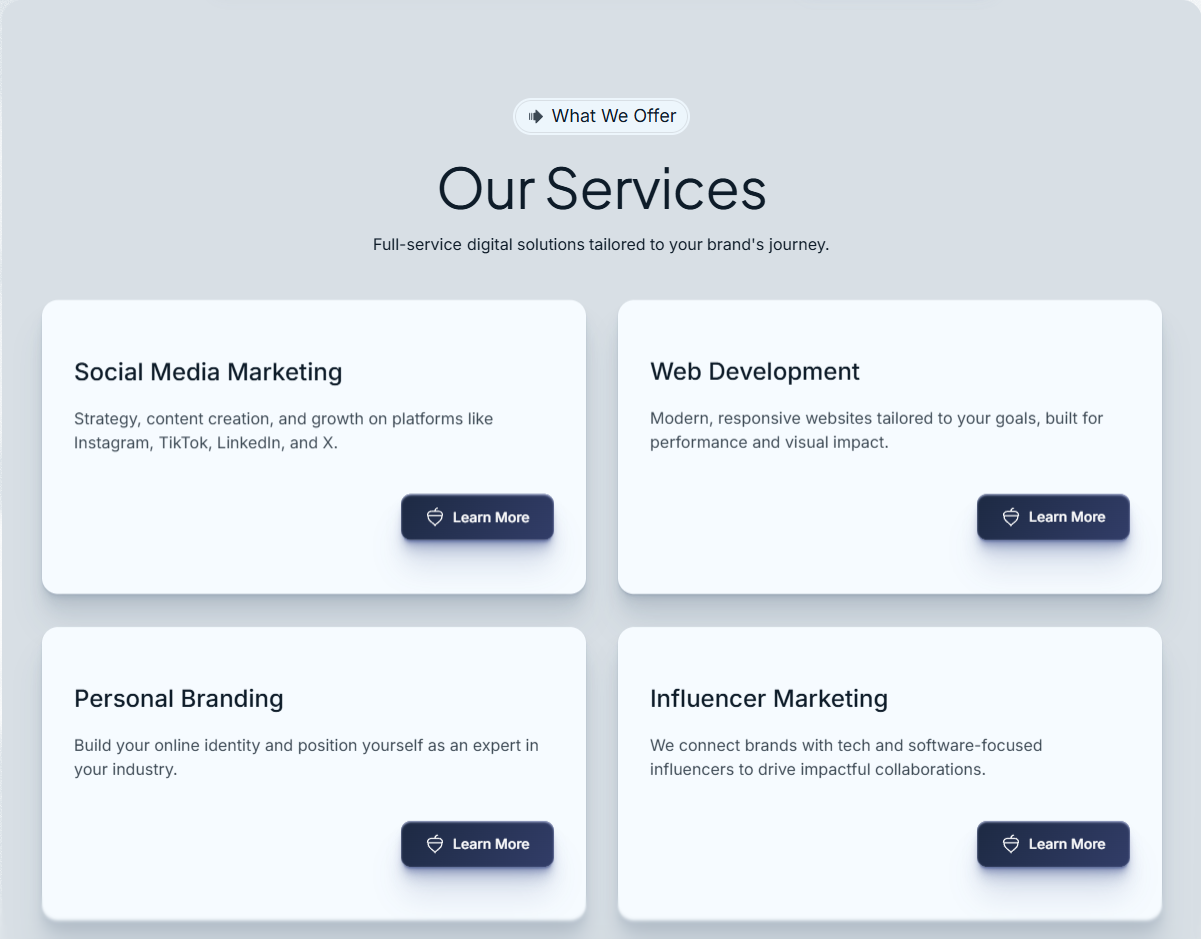 What We Offer
Our Services
Full-service digital solutions tailored to your brand's journey.
Social Media Marketing
Strategy, content creation, and growth on platforms like
Instagram, TikTok, LinkedIn, and X.
Learn More
Web Development
Modern, responsive websites tailored to your goals, built for
performance and visual impact.
Learn More
Personal Branding
Build your online identity and position yourself as an expert in
your industry.
Learn More
Influencer Marketing
We connect brands with tech and software-focused
influencers to drive impactful collaborations.
Learn More